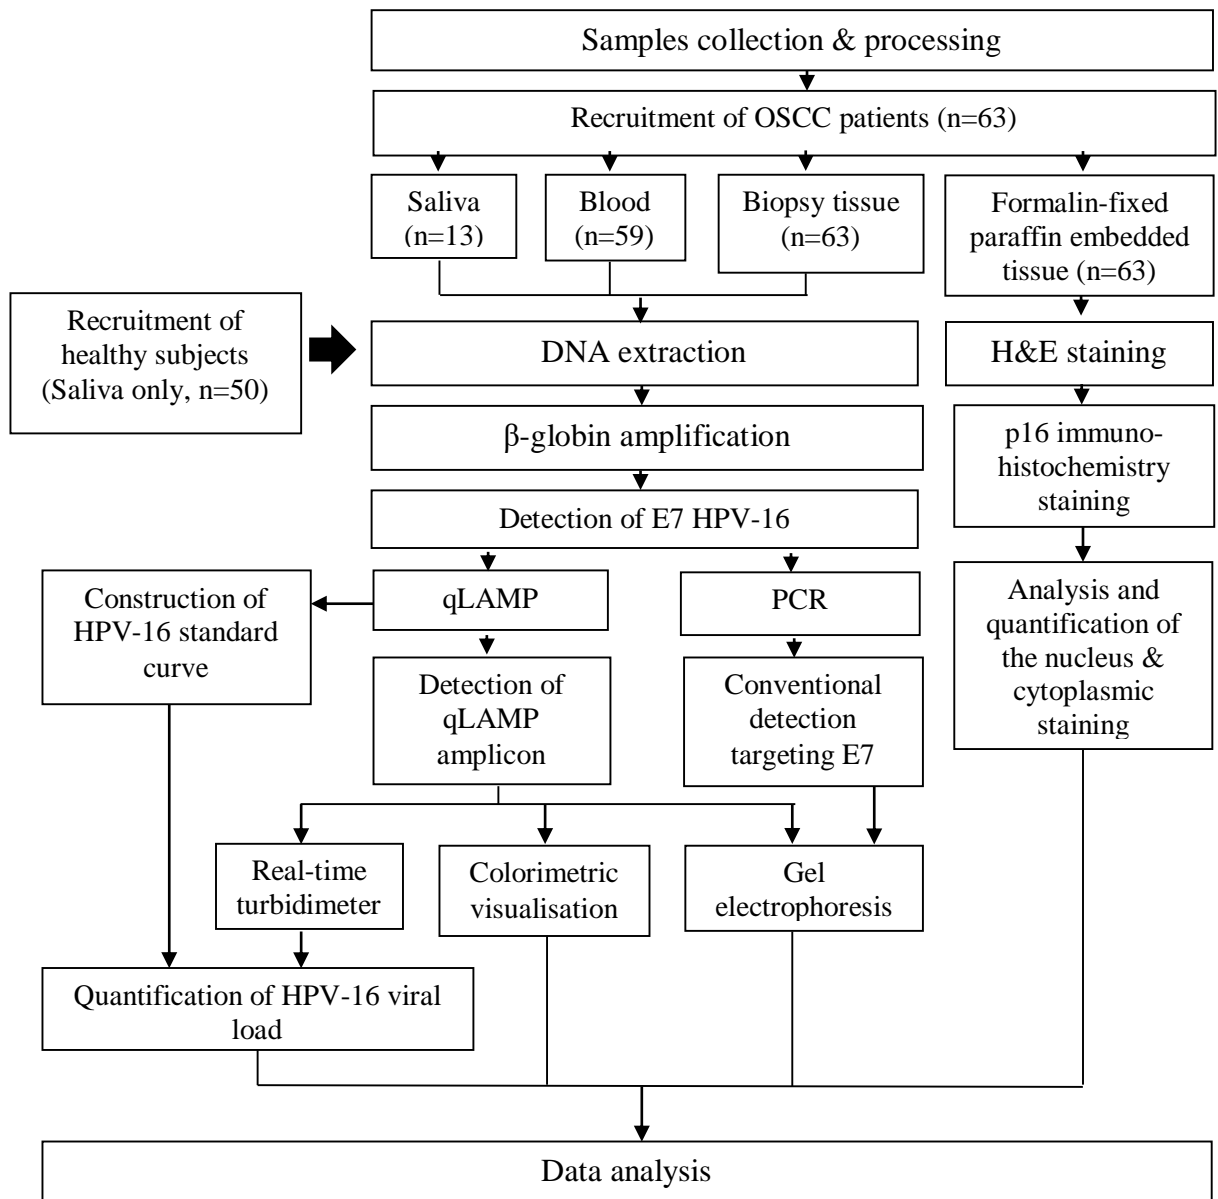 Samples collection & processing
Recruitment of OSCC patients (n=63)
Saliva
(n=13)
Blood
(n=59)
Biopsy tissue
(n=63)
Formalin-fixed
paraffin embedded
tissue (n=63)
Recruitment of
healthy subjects
(Saliva only, n=50)
DNA extraction
H&E staining
β-globin amplification
p16 immuno-
histochemistry
staining
Detection of E7 HPV-16
Construction of
HPV-16 standard
curve
qLAMP
PCR
Analysis and
quantification of
the nucleus &
cytoplasmic
staining
Detection of
qLAMP
amplicon
Conventional
detection
targeting E7
Real-time
turbidimeter
Colorimetric
visualisation
Gel
electrophoresis
Quantification of HPV-16 viral
load
Data analysis